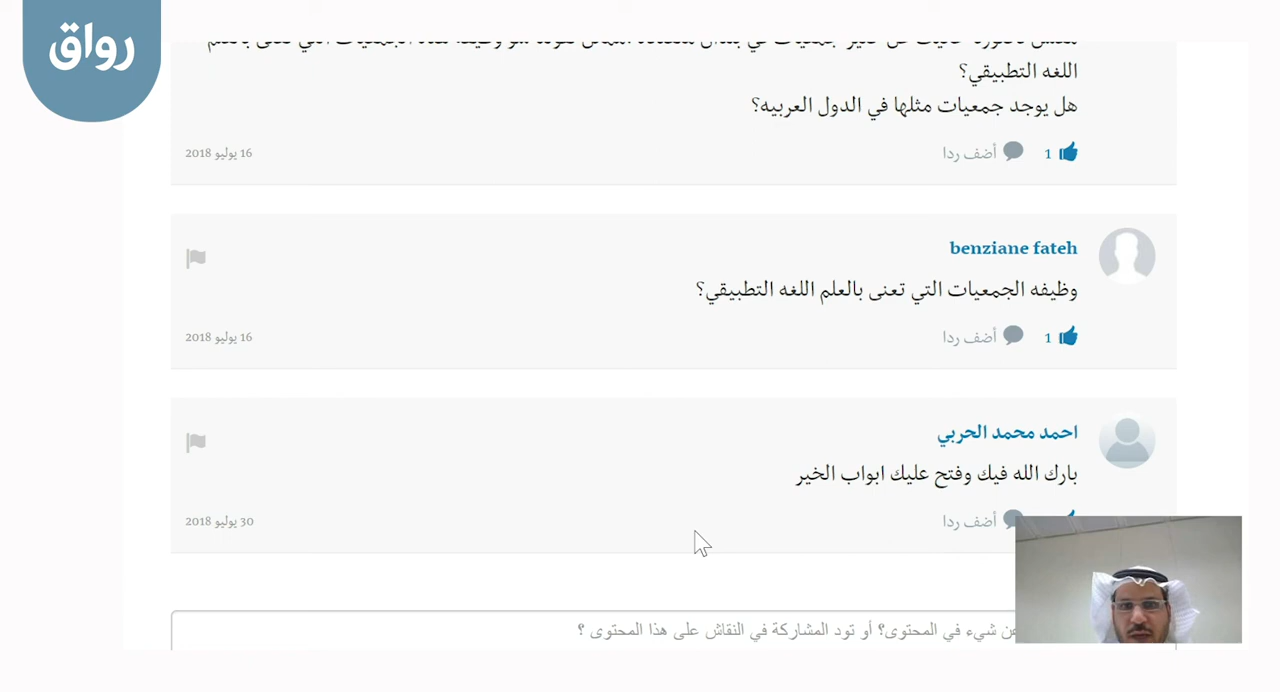 رواق
اللغه التطبيقي؟
هل يوجد جمعيات مثلها في الدول العربيه؟
1 أضف ردا 16 يوليو 2018
benziane fateh
وظيفه الجمعيات التي تعنى بالعلم اللغه التطبيقي؟
1 أضف ردا 16 يوليو 2018
احمد محمد الحربي
بارك الله فيك وفتح عليك ابواب الخير
أضف ردا 30 يوليو 2018
عن شيء في المحتوى؟ أو تود المشاركة في النقاش على هذا المحتوى ؟